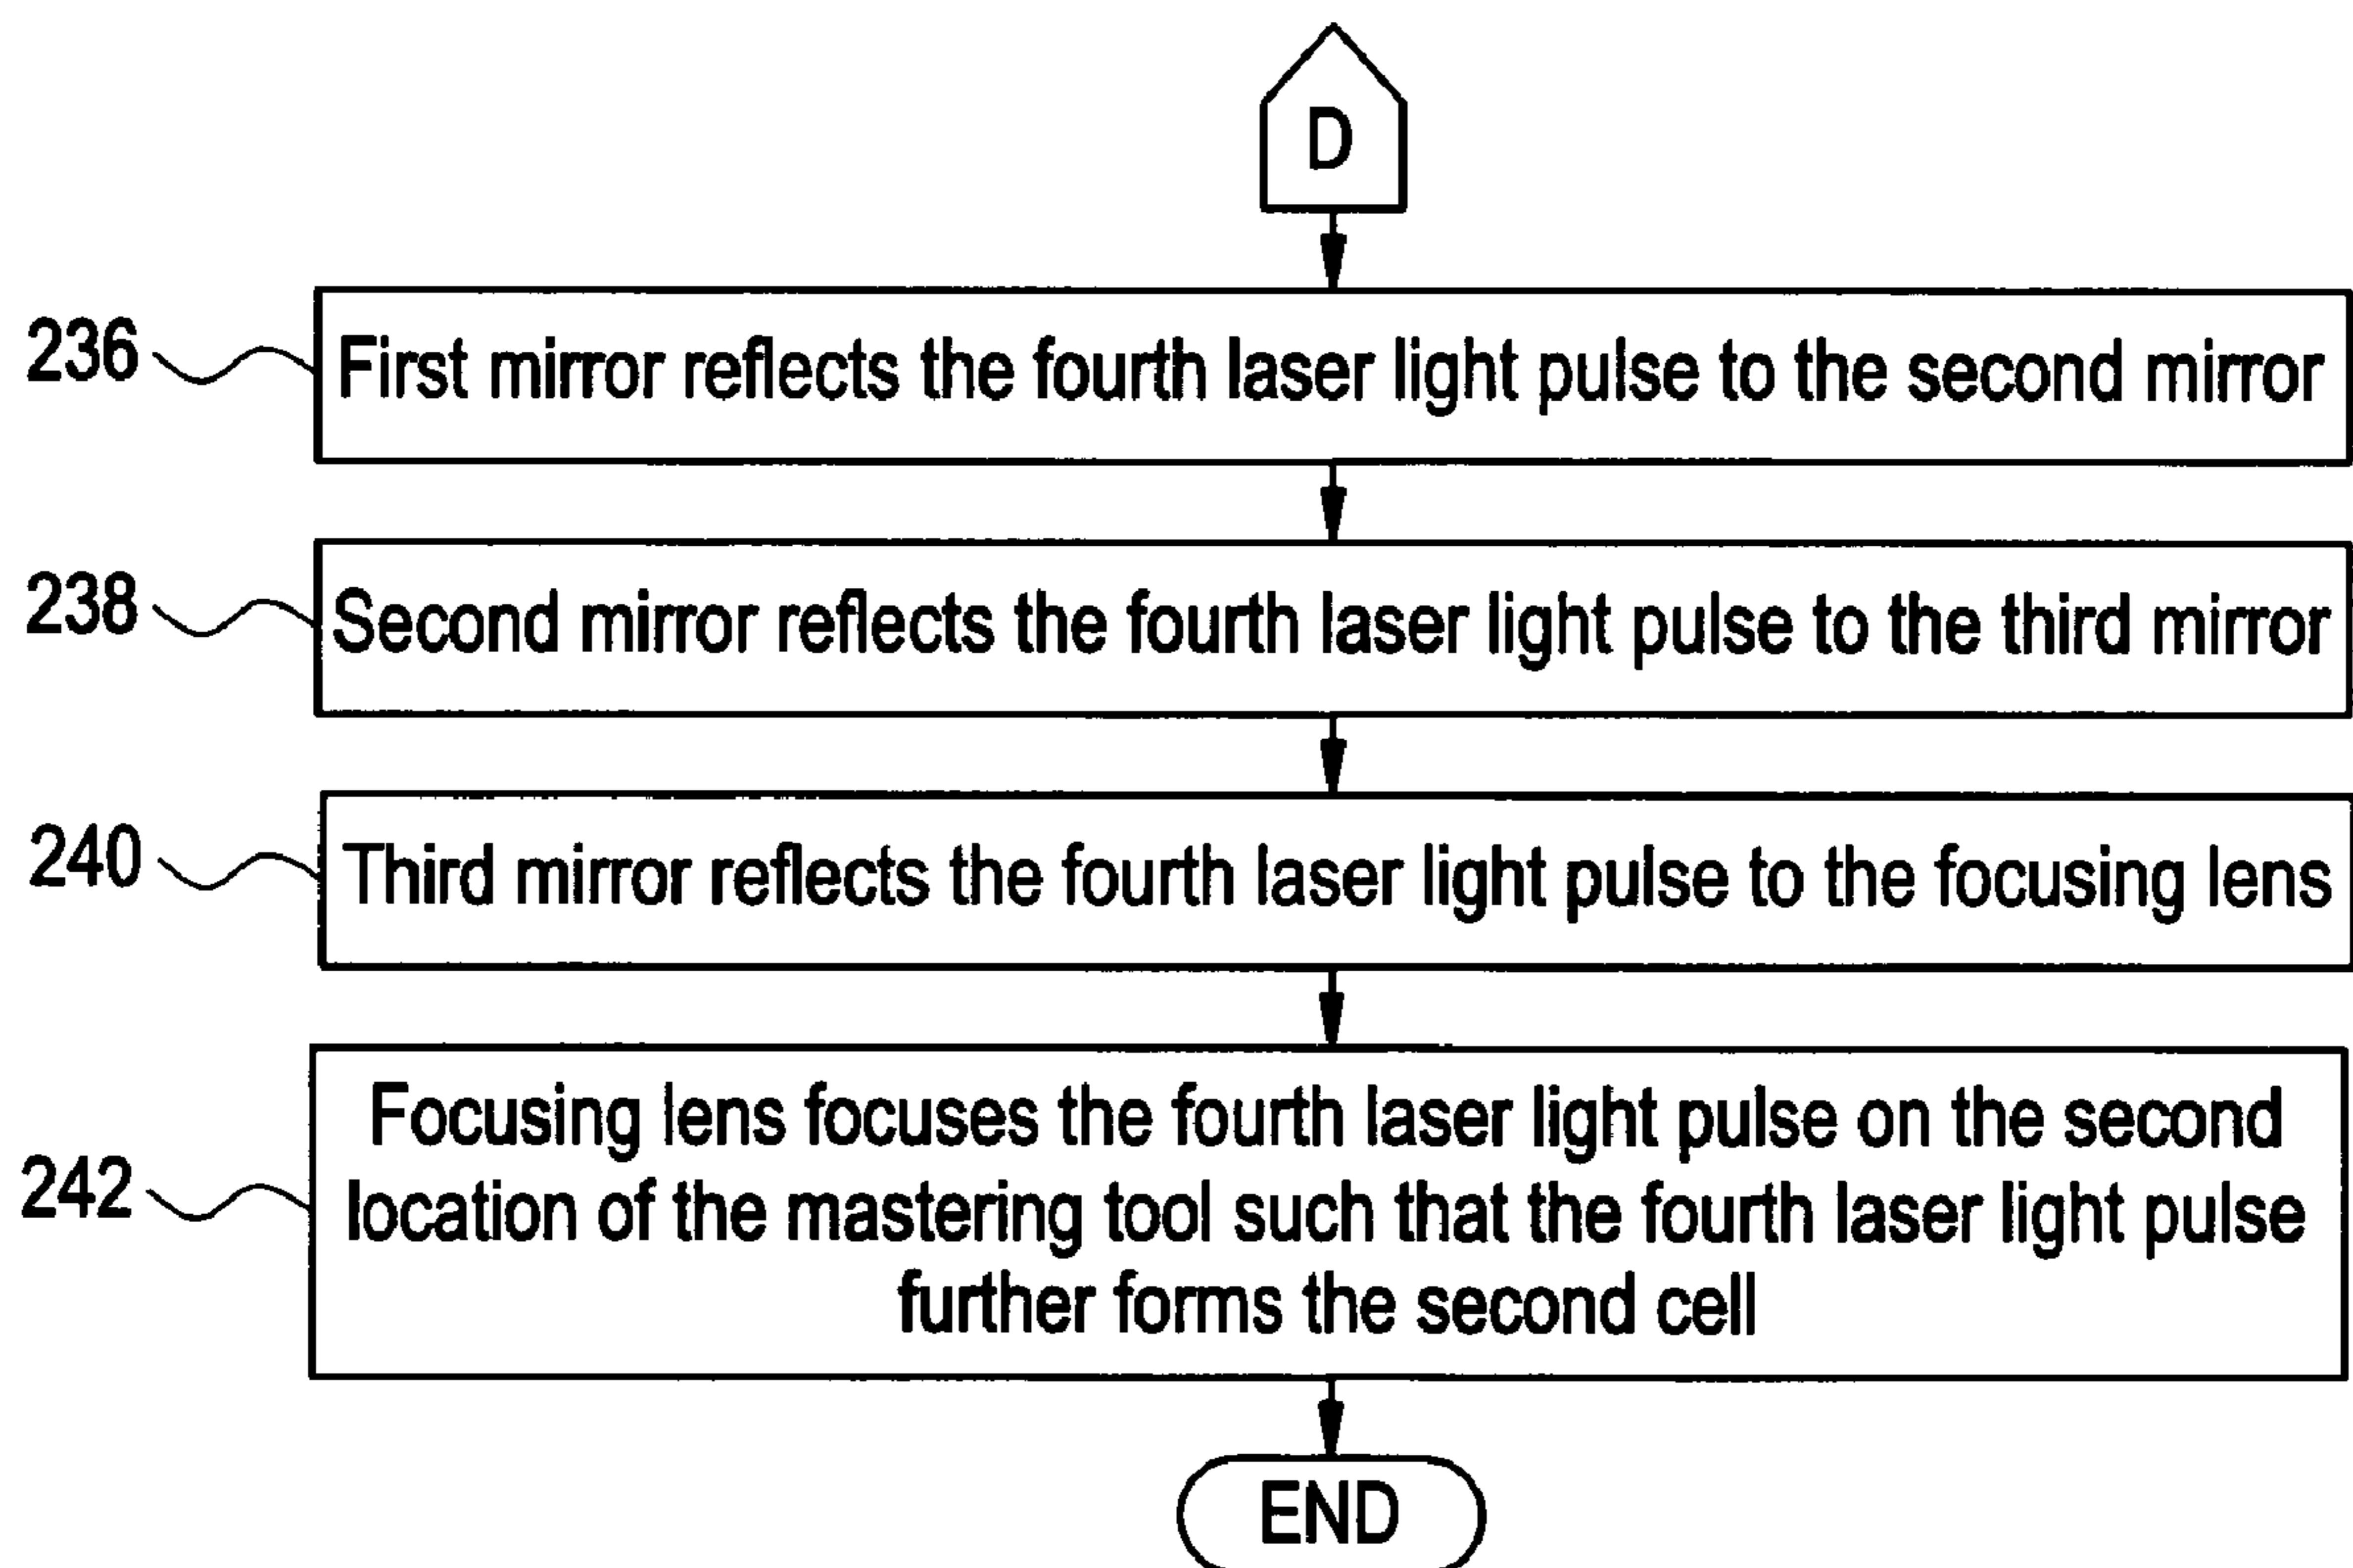 D
236
First mirror reflects the fourth laser light pulse to the second mirror
238
Second mirror reflects the fourth laser light pulse to the third mirror
240
Third mirror reflects the fourth laser light pulse to the focusing lens
242
Focusing lens focuses the fourth laser light pulse on the second
location of the mastering tool such that the fourth laser light pulse
further forms the second cell
END